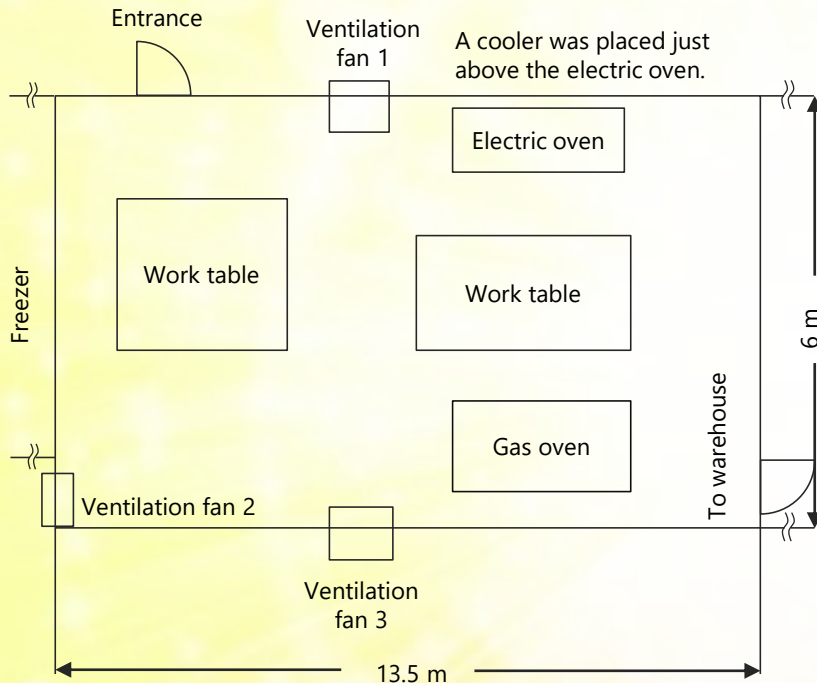 Entrance
Ventilation
fan 1
A cooler was placed just
above the electric oven.
Electric oven
Work table
Work table
Freezer
6 m
To warehouse
Gas oven
Ventilation fan 2
Ventilation
fan 3
13.5 m